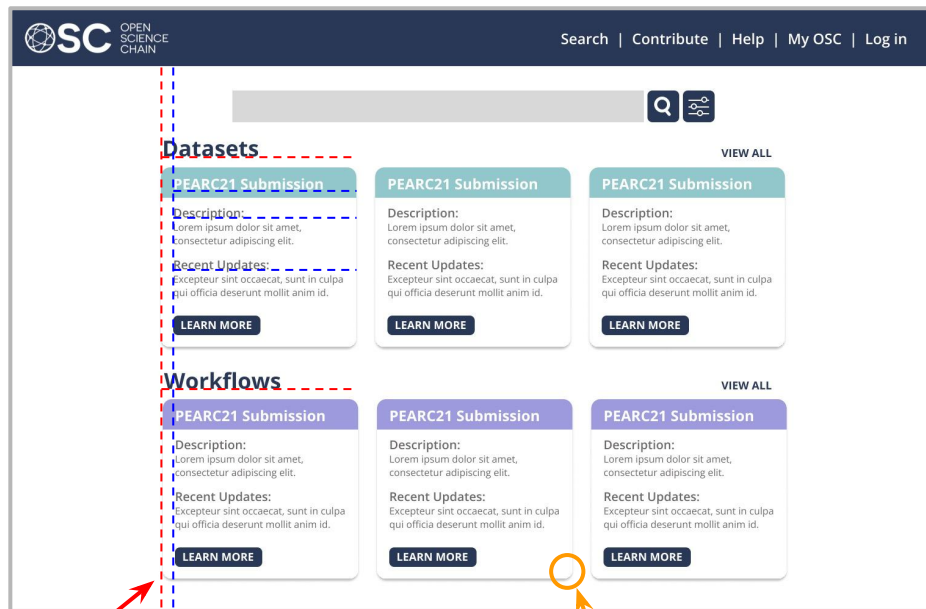 OSC OPEN SCIENCE CHAIN
Search | Contribute | Help | My OSC | Log in
Datasets
VIEW ALL
PEARC21 Submission
Description:
Lorem ipsum dolor sit amet,
consectetur adipiscing elit.
Recent Updates:
Excepteur sint occaecat, sunt in culpa
qui officia deserunt mollit anim id.
LEARN MORE
PEARC21 Submission
Description:
Lorem ipsum dolor sit amet,
consectetur adipiscing elit.
Recent Updates:
Excepteur sint occaecat, sunt in culpa
qui officia deserunt mollit anim id.
LEARN MORE
PEARC21 Submission
Description:
Lorem ipsum dolor sit amet,
consectetur adipiscing elit.
Recent Updates:
Excepteur sint occaecat, sunt in culpa
qui officia deserunt mollit anim id.
LEARN MORE
Workflows
VIEW ALL
PEARC21 Submission
Description:
Lorem ipsum dolor sit amet,
consectetur adipiscing elit.
Recent Updates:
Excepteur sint occaecat, sunt in culpa
qui officia deserunt mollit anim id.
LEARN MORE
PEARC21 Submission
Description:
Lorem ipsum dolor sit amet,
consectetur adipiscing elit.
Recent Updates:
Excepteur sint occaecat, sunt in culpa
qui officia deserunt mollit anim id.
LEARN MORE
PEARC21 Submission
Description:
Lorem ipsum dolor sit amet,
consectetur adipiscing elit.
Recent Updates:
Excepteur sint occaecat, sunt in culpa
qui officia deserunt mollit anim id.
LEARN MORE